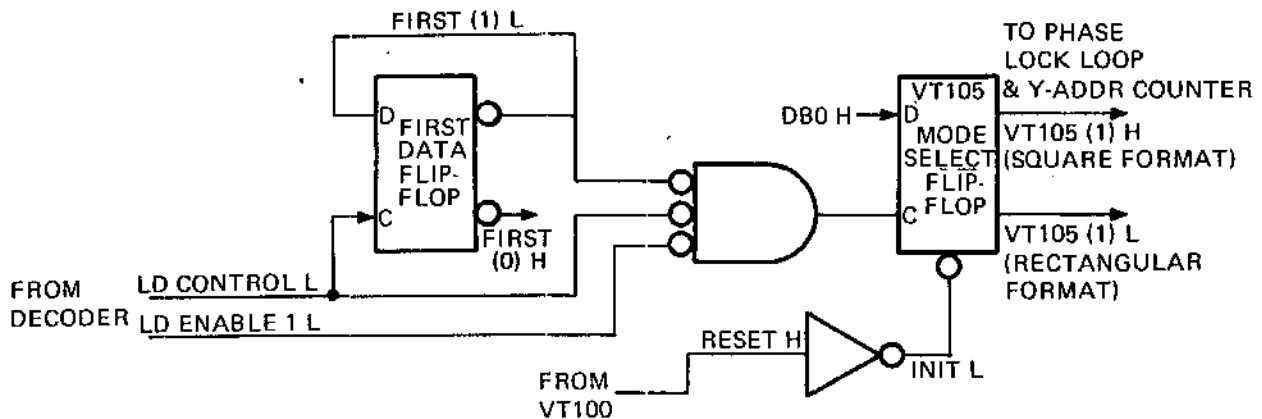 FIRST (1) L
D
FIRST
DATA
FLIP-
FLOP
C
FIRST
(0) H
FROM
DECODER
LD CONTROL L
LD ENABLE 1 L
DB0 H
VT105
D
MODE
SELECT
FLIP-
FLOP
C
TO PHASE
LOCK LOOP
& Y-ADDR COUNTER
VT105 (1) H
(SQUARE FORMAT)
VT105 (1) L
(RECTANGULAR
FORMAT)
RESET H
INIT L
FROM
VT100